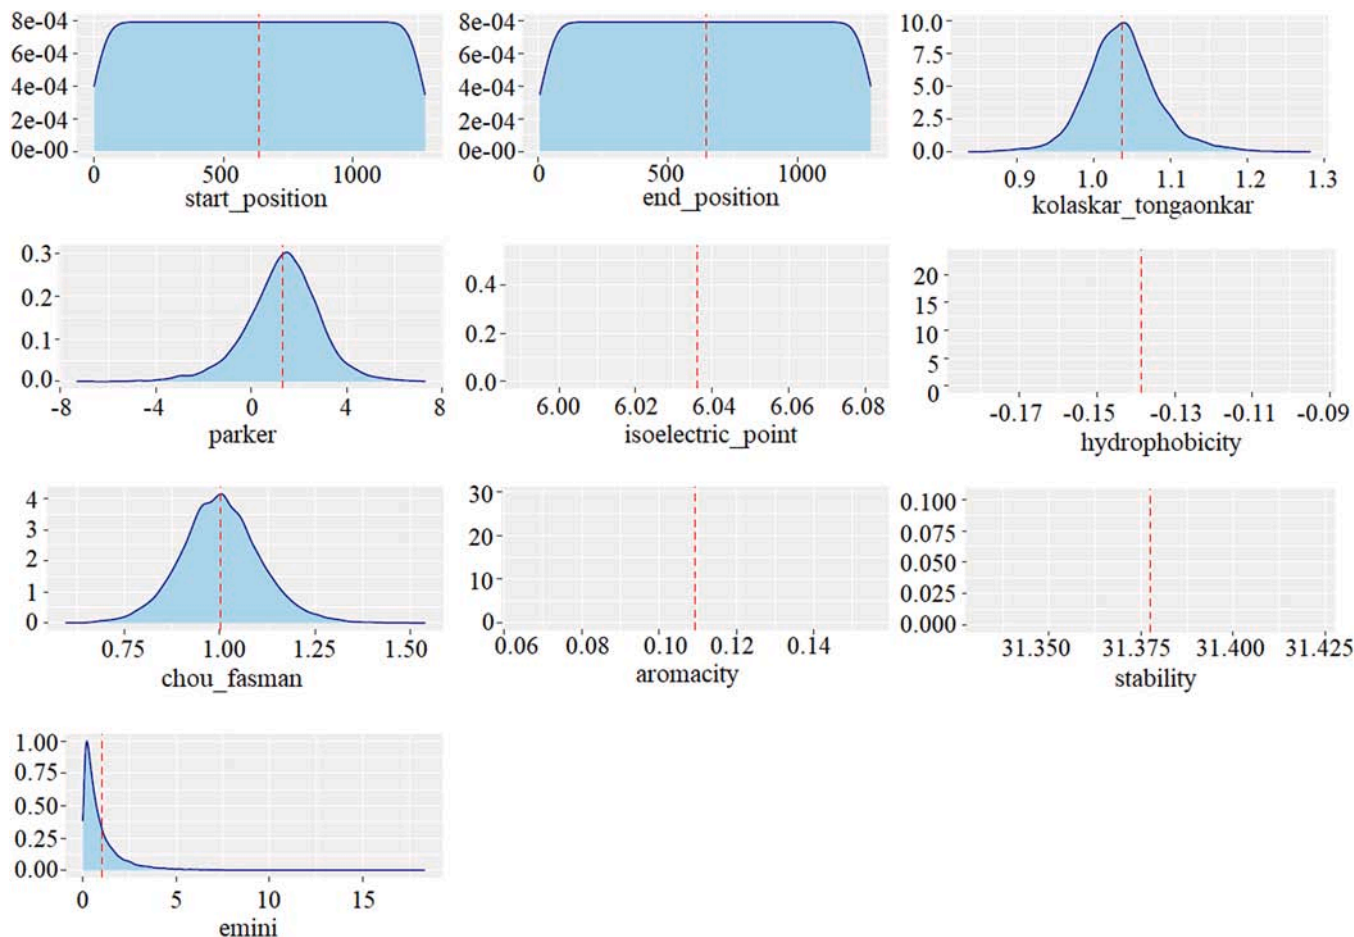 8e-04
6e-04
4e-04
2e-04
0e-00
0 500 1000
start_position
8e-04
6e-04
4e-04
2e-04
0e-00
0 500 1000
end_position
10.0
7.5
5.0
2.5
0.0
0.9 1.0 1.1 1.2 1.3
kolaskar_tongaonkar
0.3
0.2
0.1
0.0
-8 -4 0 4 8
parker
0.4
0.2
0.0
6.00 6.02 6.04 6.06 6.08
isoelectric_point
20
15
10
5
0
-0.17 -0.15 -0.13 -0.11 -0.09
hydrophobicity
4
3
2
1
0
0.75 1.00 1.25 1.50
chou_fasman
30
20
10
0
0.06 0.08 0.10 0.12 0.14
aromacity
0.100
0.075
0.050
0.025
0.000
31.350 31.375 31.400 31.425
stability
1.00
0.75
0.50
0.25
0.00
0 5 10 15
emini